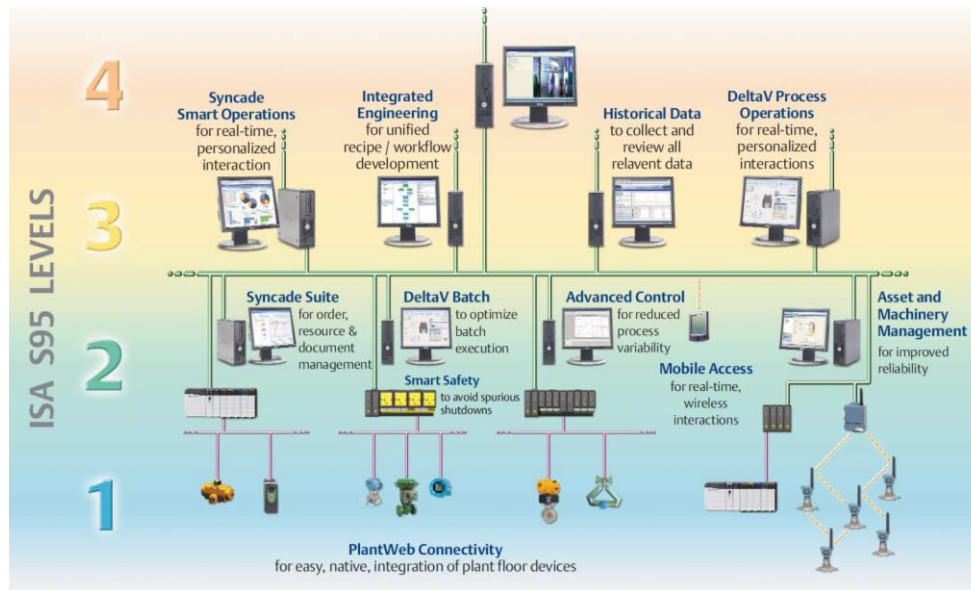 4
Syncade
Smart Operations
for real-time,
personalized
interaction
Integrated
Engineering
for unified
recipe / workflow
development
Historical Data
to collect and
review all
relavent data
DeltaV Process
Operations
for real-time,
personalized
interactions
ISA S95 LEVELS
3
Syncade Suite
for order,
resource &
document
management
DeltaV Batch
to optimize
batch
execution
Advanced Control
for reduced
process
variability
Asset and
Machinery
Management
for improved
reliability
2
Smart Safety
to avoid spurious
shutdowns
Mobile Access
for real-time,
wireless
interactions
1
PlantWeb Connectivity
for easy, native, integration of plant floor devices